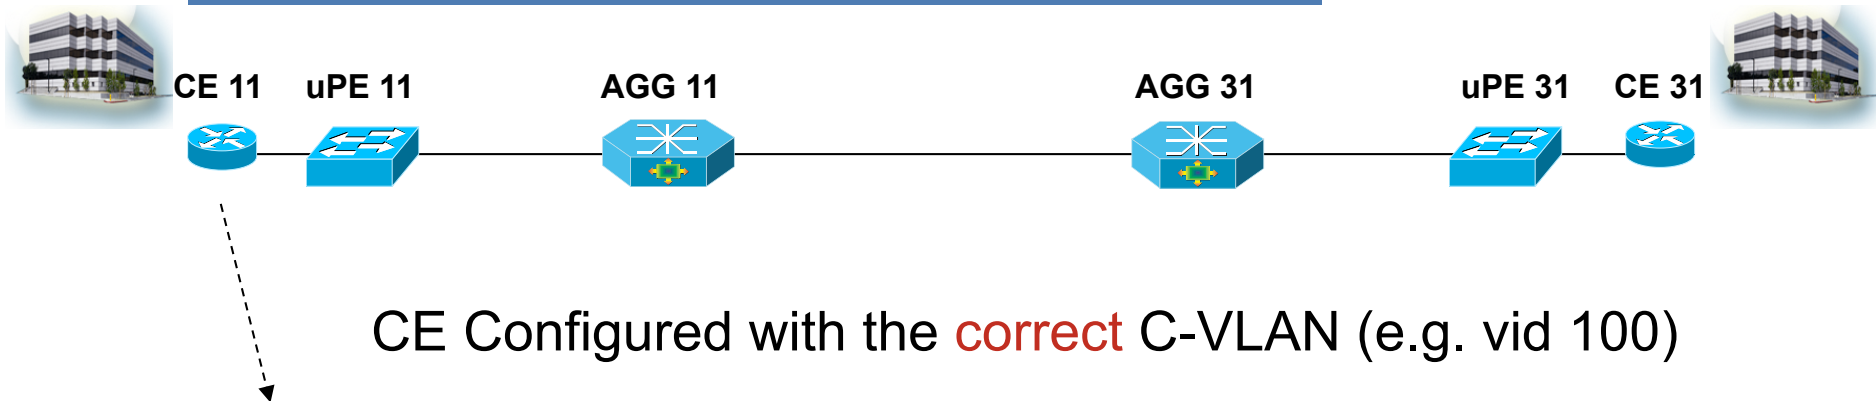 CE 11 uPE 11 AGG 11 AGG 31 uPE 31 CE 31
CE Configured with the correct C-VLAN (e.g. vid 100)